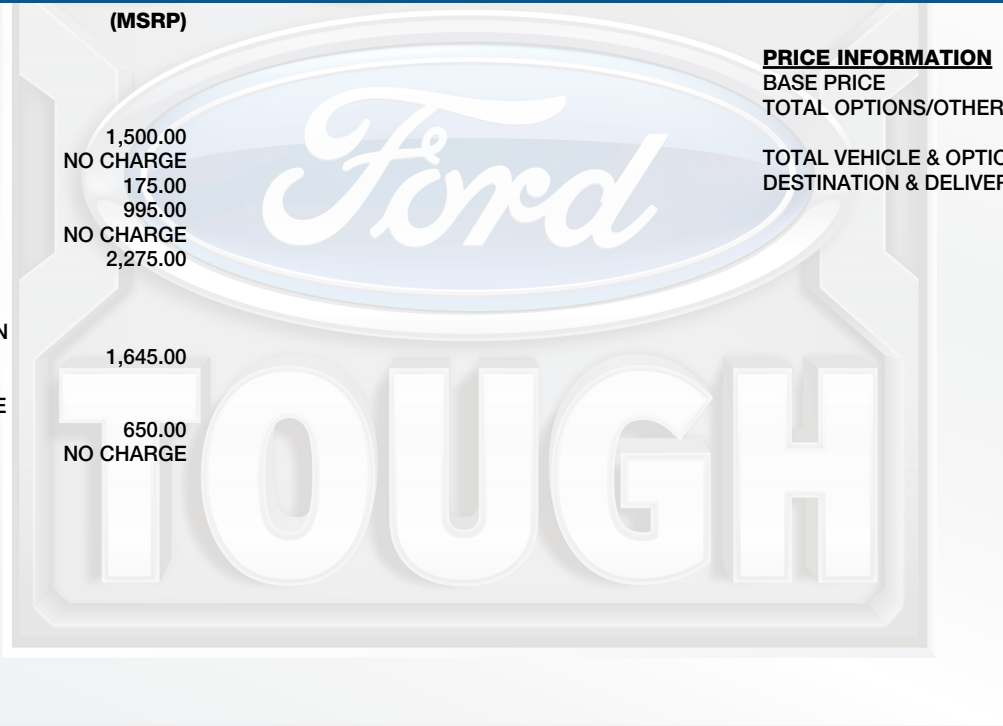 (MSRP)
1,500.00
NO CHARGE
175.00
995.00
NO CHARGE
2,275.00
N
1,645.00
E
650.00
NO CHARGE
PRICE INFORMATION
BASE PRICE
TOTAL OPTIONS/OTHER
TOTAL VEHICLE & OPTIO
DESTINATION & DELIVER
Ford
TOUGH